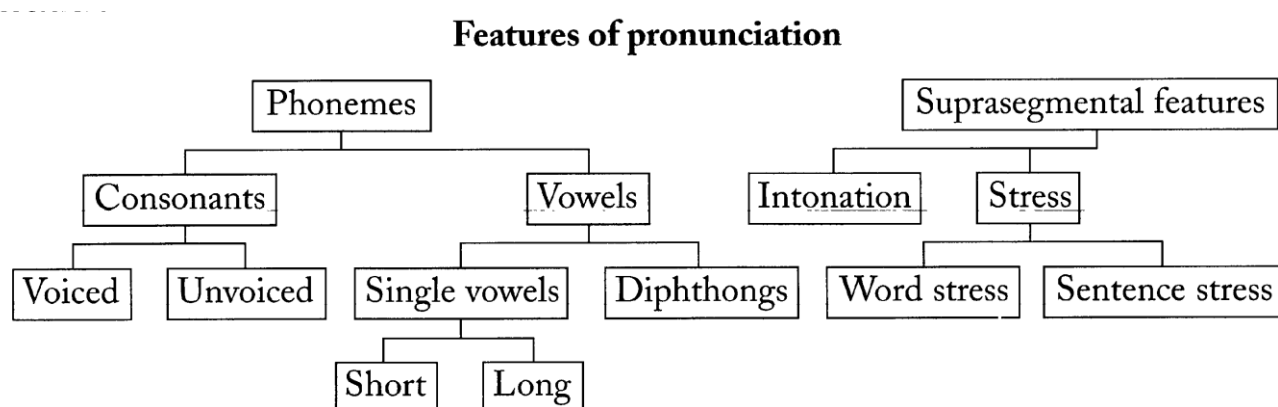 Features of pronunciation
Phonemes Suprasegmental features
Consonants Vowels Intonation Stress
Voiced Unvoiced Single vowels Diphthongs Word stress Sentence stress
Short Long